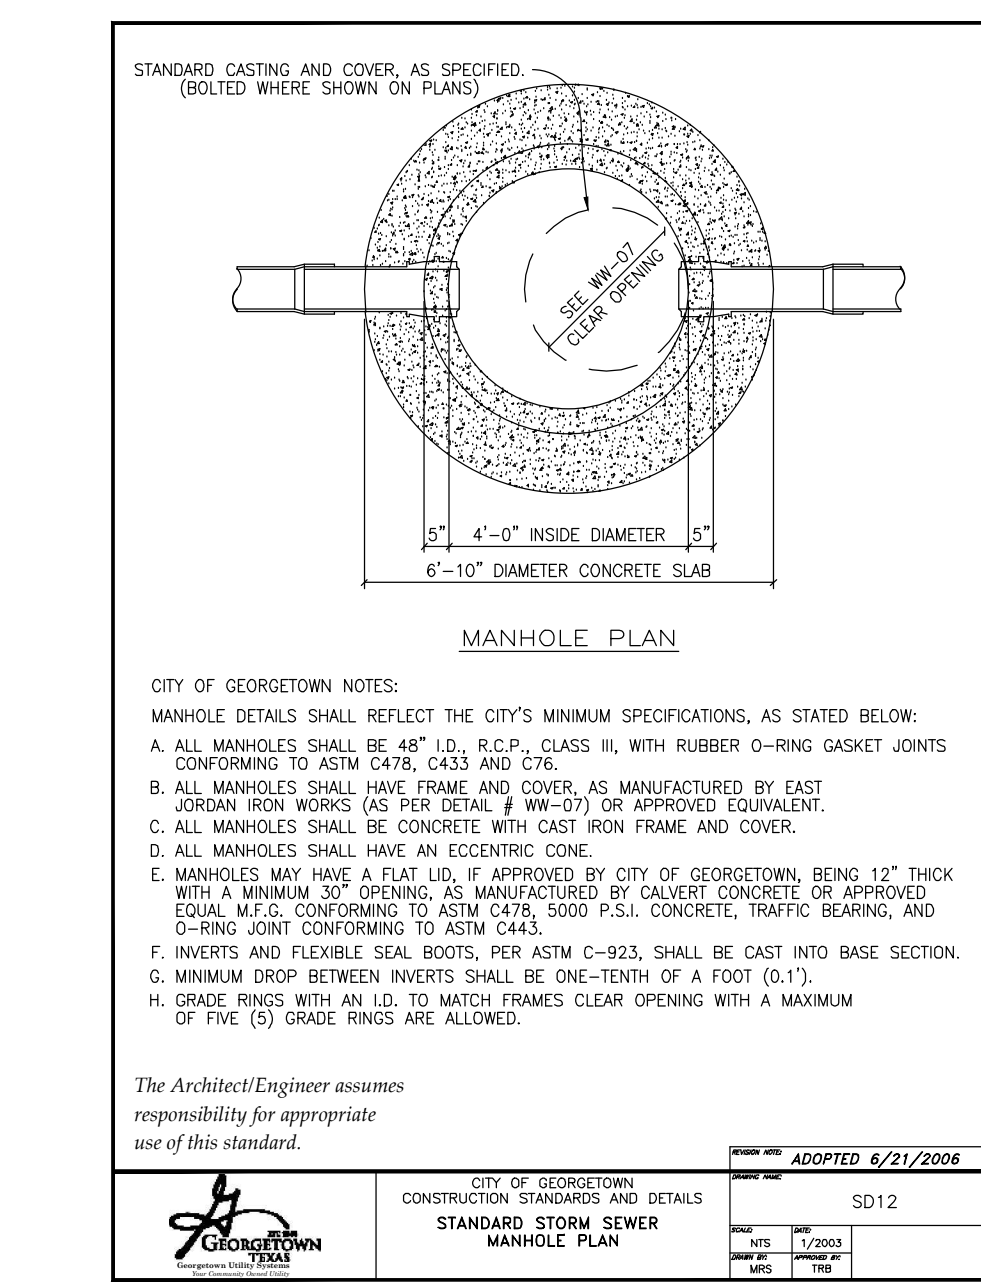 STANDARD CASTING AND COVER, AS SPECIFIED.
(BOLTED WHERE SHOWN ON PLANS)
SEE WW-07
CLEAR OPENING
5" 4'-0" INSIDE DIAMETER 5"
6'-10" DIAMETER CONCRETE SLAB
MANHOLE PLAN
CITY OF GEORGETOWN NOTES:
MANHOLE DETAILS SHALL REFLECT THE CITY'S MINIMUM SPECIFICATIONS, AS STATED BELOW:
A. ALL MANHOLES SHALL BE 48" I.D., R.C.P., CLASS III, WITH RUBBER O-RING GASKET JOINTS
CONFORMING TO ASTM C478, C433 AND C76.
B. ALL MANHOLES SHALL HAVE FRAME AND COVER, AS MANUFACTURED BY EAST
JORDAN IRON WORKS (AS PER DETAIL # WW-07) OR APPROVED EQUIVALENT.
C. ALL MANHOLES SHALL BE CONCRETE WITH CAST IRON FRAME AND COVER.
D. ALL MANHOLES SHALL HAVE AN ECCENTRIC CONE.
E. MANHOLES MAY HAVE A FLAT LID, IF APPROVED BY CITY OF GEORGETOWN, BEING 12" THICK
WITH A MINIMUM 30" OPENING, AS MANUFACTURED BY CALVERT CONCRETE OR APPROVED
EQUAL M.F.G. CONFORMING TO ASTM C478, 5000 P.S.I. CONCRETE, TRAFFIC BEARING, AND
O-RING JOINT CONFORMING TO ASTM C443.
F. INVERTS AND FLEXIBLE SEAL BOOTS, PER ASTM C-923, SHALL BE CAST INTO BASE SECTION.
G. MINIMUM DROP BETWEEN INVERTS SHALL BE ONE-TENTH OF A FOOT (0.1').
H. GRADE RINGS WITH AN I.D. TO MATCH FRAMES CLEAR OPENING WITH A MAXIMUM
OF FIVE (5) GRADE RINGS ARE ALLOWED.
The Architect/Engineer assumes
responsibility for appropriate
use of this standard.
REVISION NOTE: ADOPTED 6/21/2006
EST. 1848
GEORGETOWN
TEXAS
Georgetown Utility Systems
Your Community Owned Utility
CITY OF GEORGETOWN
CONSTRUCTION STANDARDS AND DETAILS
STANDARD STORM SEWER
MANHOLE PLAN
DRAWING NAME:
SD12
SCALE: DATE:
NTS 1/2003
DRAWN BY: APPROVED BY:
MRS TRB